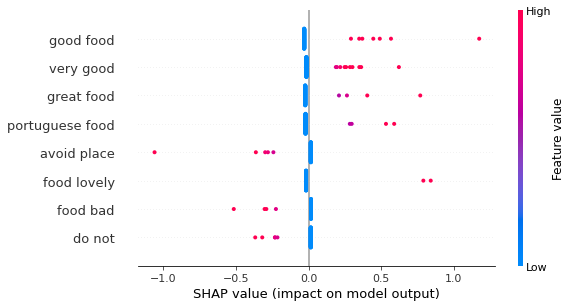 High
good food
very good
great food
portuguese food
avoid place
food lovely
food bad
do not
Feature value
Low
−1.0 −0.5 0.0 0.5 1.0
SHAP value (impact on model output)